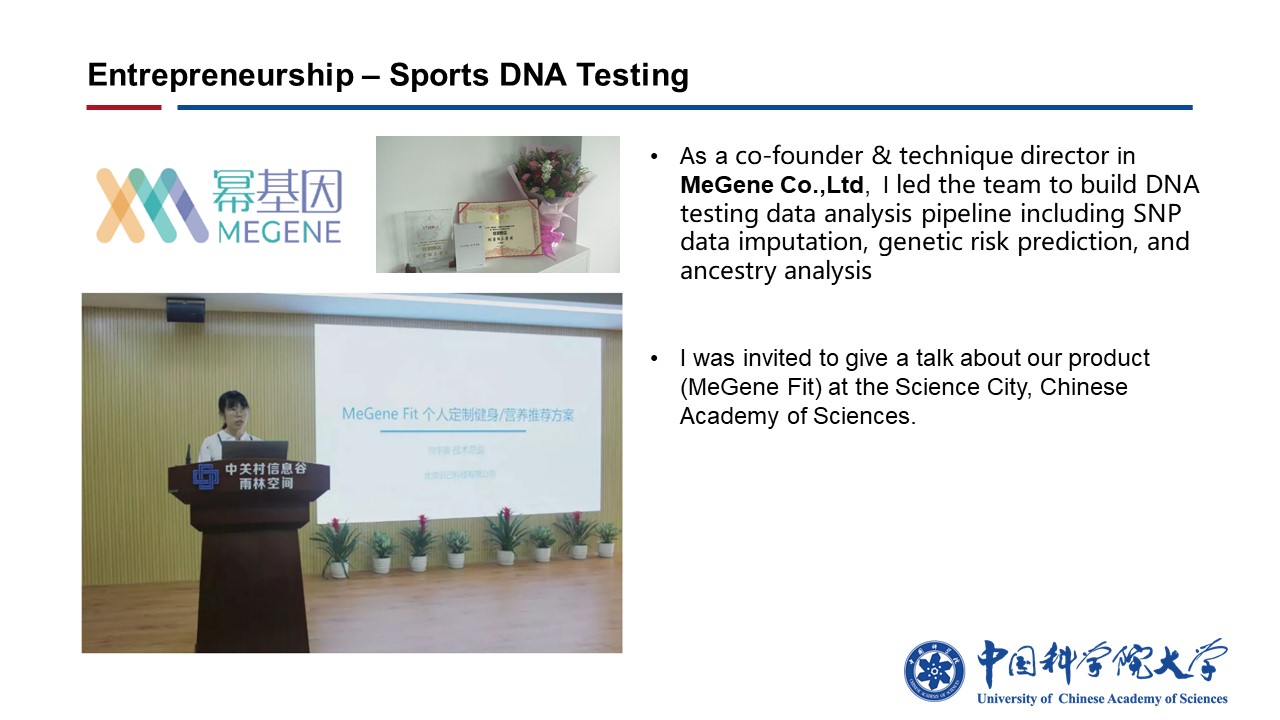 Entrepreneurship – Sports DNA Testing
幂基因
MEGENE
• As a co-founder & technique director in
MeGene Co.,Ltd, I led the team to build DNA
testing data analysis pipeline including SNP
data imputation, genetic risk prediction, and
ancestry analysis
• I was invited to give a talk about our product
(MeGene Fit) at the Science City, Chinese
Academy of Sciences.
MeGene Fit 个人定制健身/营养推荐方案
中关村信息谷
雨林空间
中国科学院大学
University of Chinese Academy of Sciences